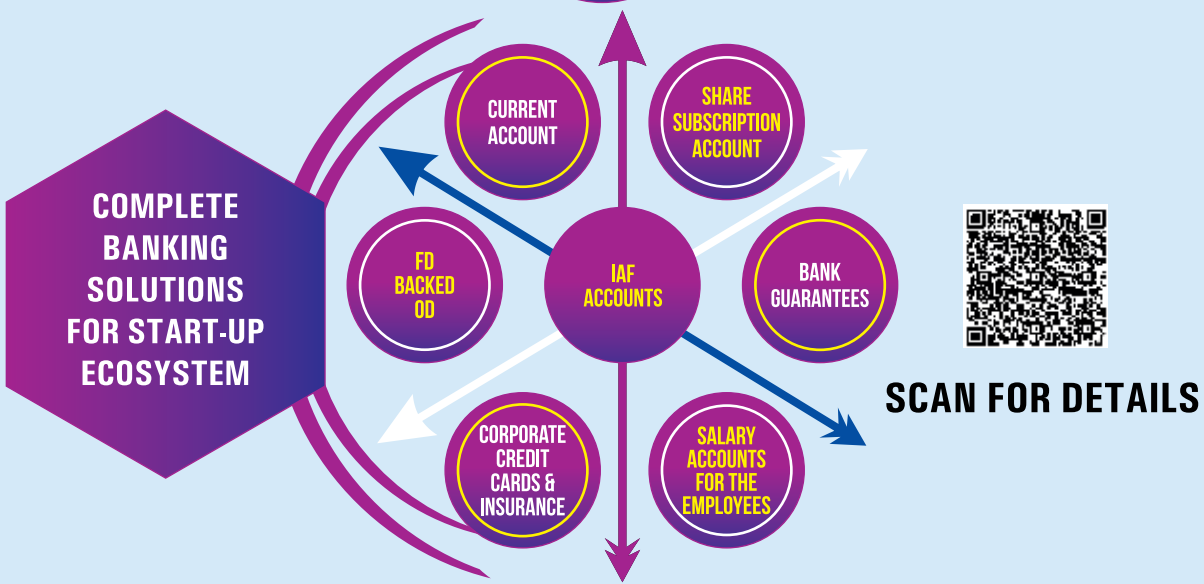 COMPLETE
BANKING
SOLUTIONS
FOR START-UP
ECOSYSTEM
CURRENT
ACCOUNT
SHARE
SUBSCRIPTION
ACCOUNT
FD
BACKED
OD
IAF
ACCOUNTS
BANK
GUARANTEES
CORPORATE
CREDIT
CARDS &
INSURANCE
SALARY
ACCOUNTS
FOR THE
EMPLOYEES
SCAN FOR DETAILS